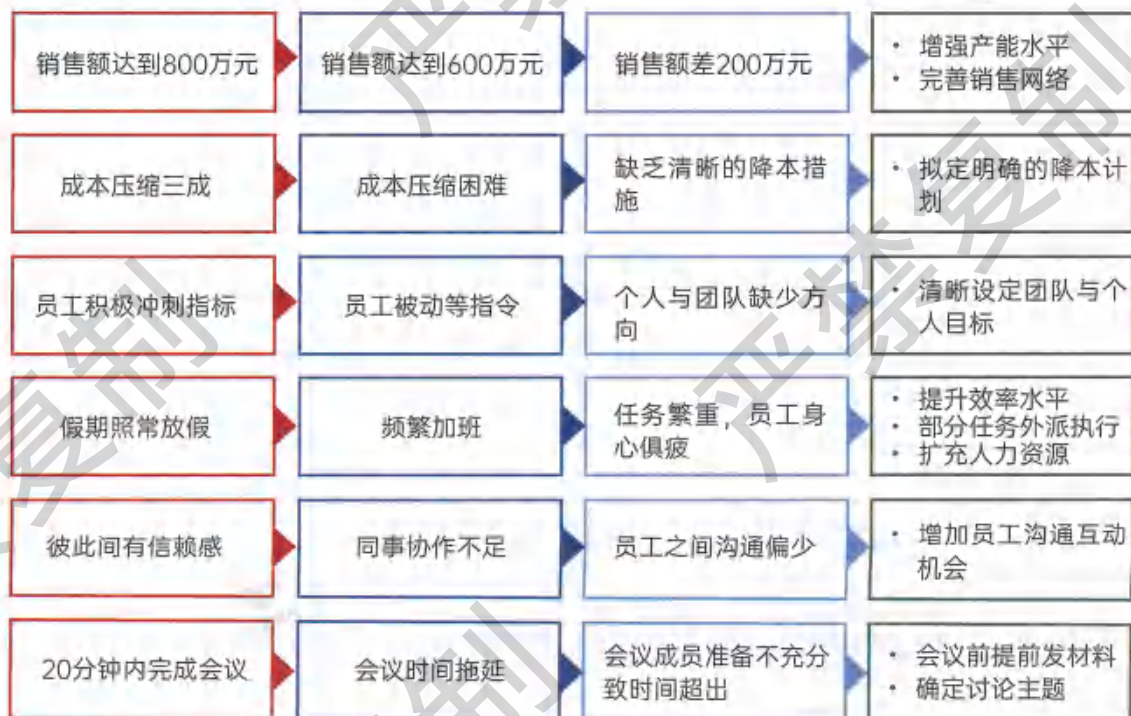 销售额达到800万元
销售额达到600万元
销售额差200万元
· 增强产能水平
· 完善销售网络
成本压缩三成
成本压缩困难
缺乏清晰的降本措
施
· 拟定明确的降本计
划
员工积极冲刺指标
员工被动等指令
个人与团队缺少方
向
· 清晰设定团队与个
人目标
假期照常放假
频繁加班
任务繁重，员工身
心俱疲
· 提升效率水平
· 部分任务外派执行
· 扩充人力资源
彼此间有信赖感
同事协作不足
员工之间沟通偏少
· 增加员工沟通互动
机会
20分钟内完成会议
会议时间拖延
会议成员准备不充分
致时间超出
· 会议前提前发材料
· 确定讨论主题
严禁复制